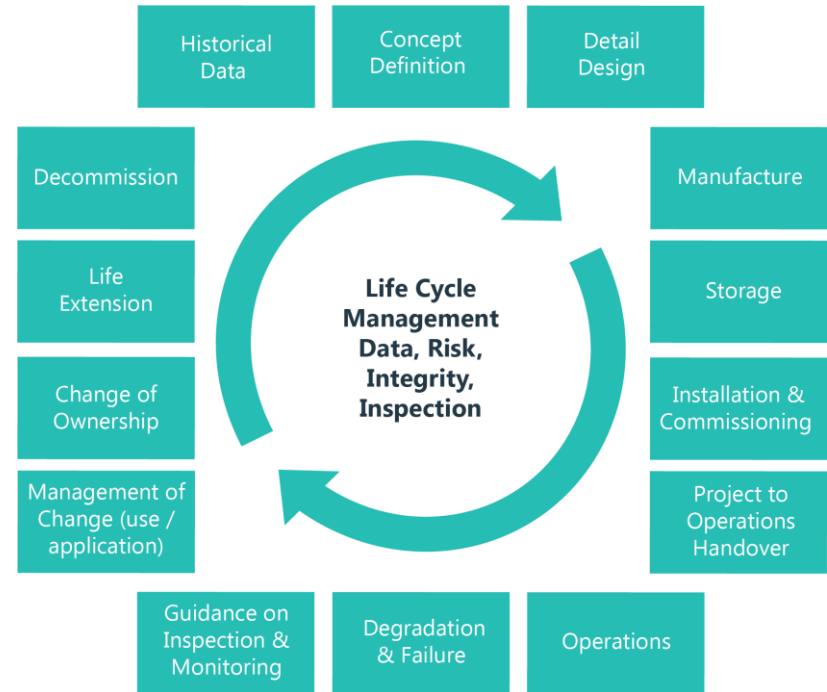 Historical
Data
Concept
Definition
Detail
Design
Manufacture
Storage
Installation &
Commissioning
Project to
Operations
Handover
Operations
Degradation
& Failure
Guidance on
Inspection &
Monitoring
Management of
Change (use /
application)
Change of
Ownership
Life
Extension
Decommission
Life Cycle
Management
Data, Risk,
Integrity,
Inspection